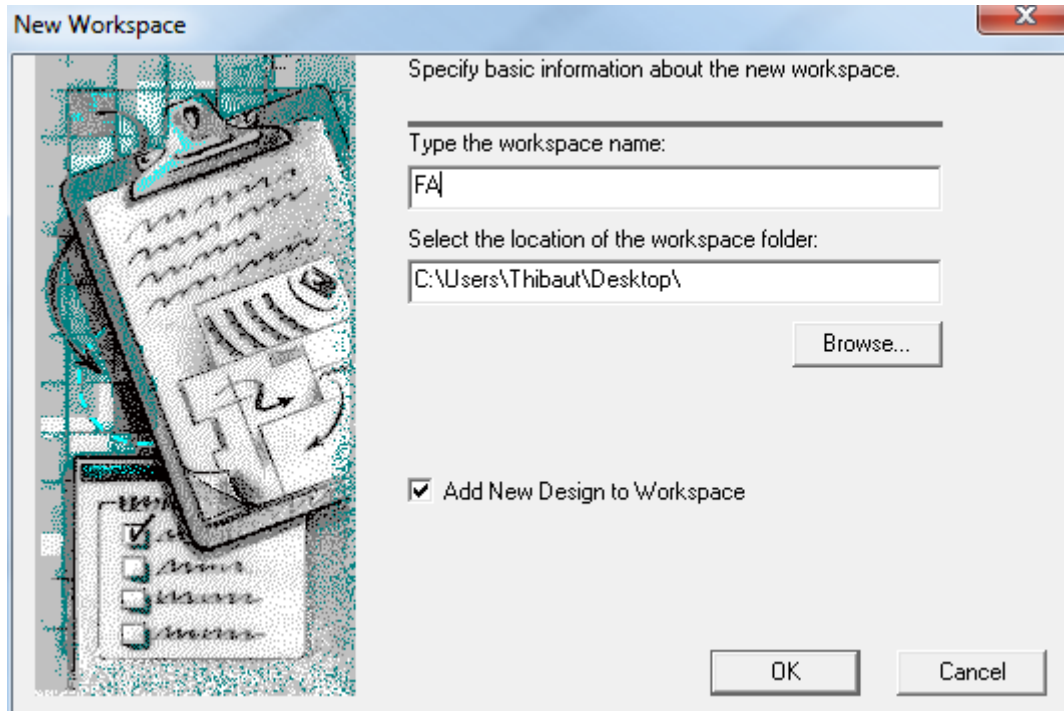 New Workspace
Specify basic information about the new workspace.
Type the workspace name:
FA
Select the location of the workspace folder:
C:\Users\Thibaut\Desktop\
Browse...
Add New Design to Workspace
OK
Cancel